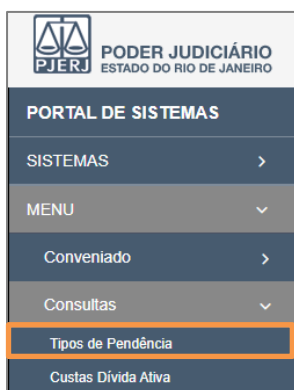 PJERJ
PODER JUDICIÁRIO
ESTADO DO RIO DE JANEIRO
PORTAL DE SISTEMAS
SISTEMAS
MENU
Conveniado
Consultas
Tipos de Pendência
Custas Dívida Ativa